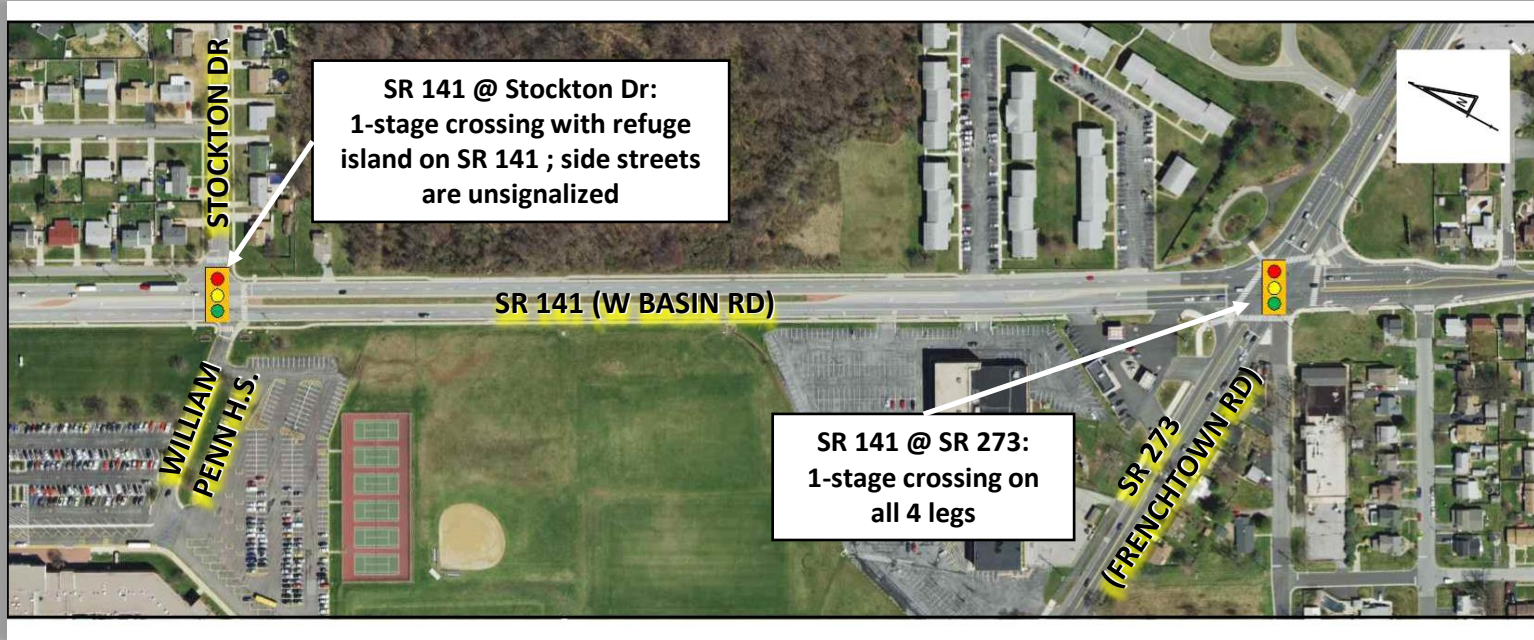 STOCKTON DR
SR 141 @ Stockton Dr:
1-stage crossing with refuge
island on SR 141 ; side streets
are unsignalized
N
SR 141 (W BASIN RD)
WILLIAM
PENN H.S.
SR 141 @ SR 273:
1-stage crossing on
all 4 legs
SR 273
(FRENCHTOWN RD)